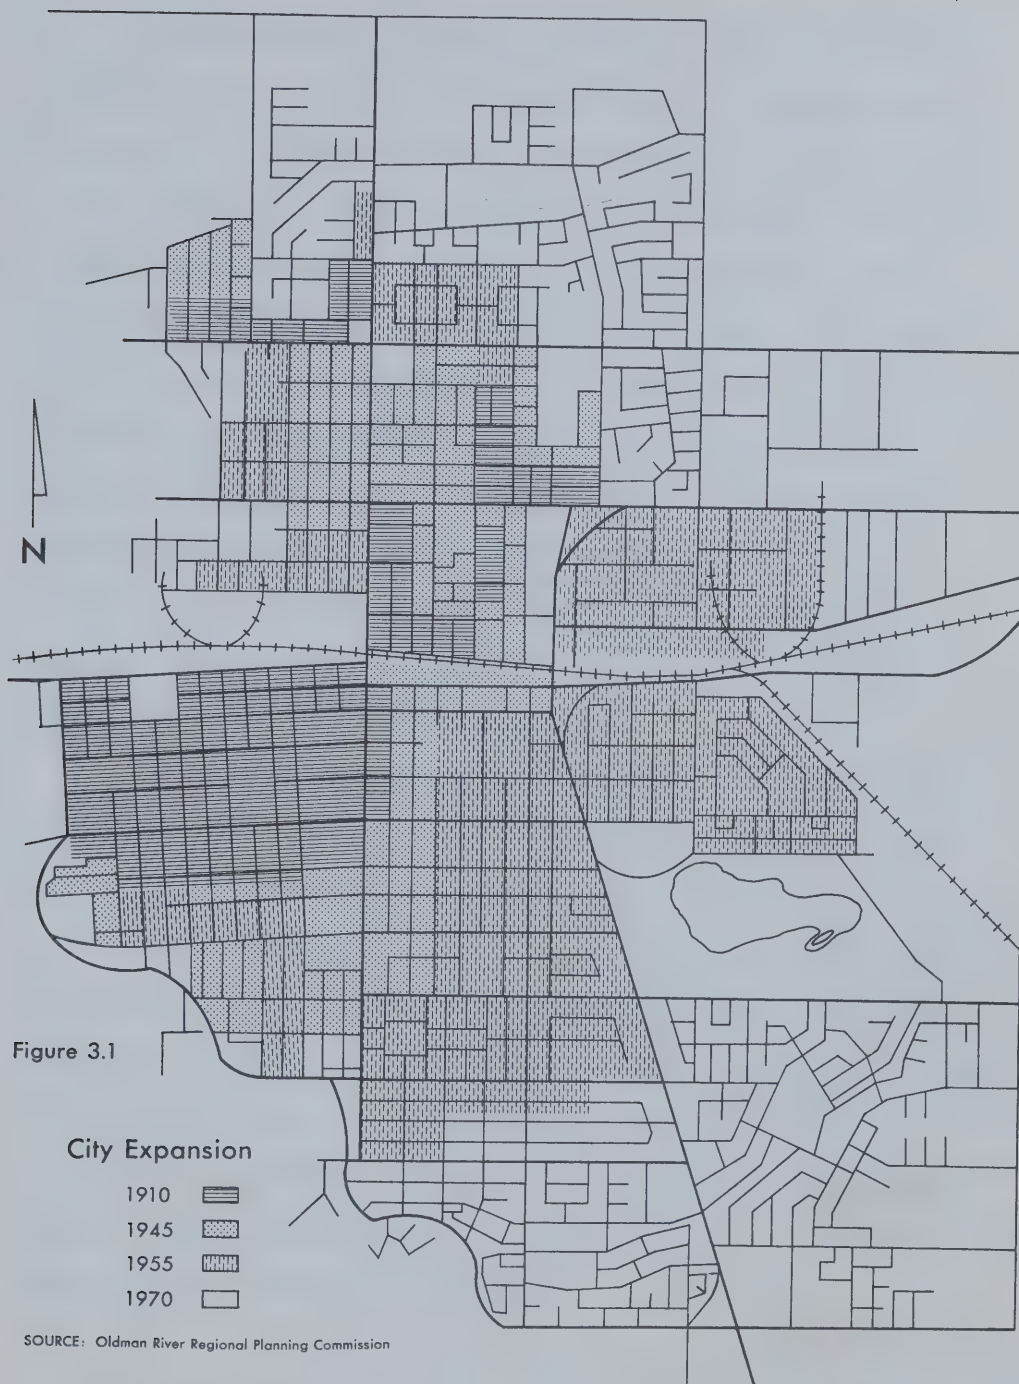 N
Figure 3.1
City Expansion
1910
1945
1955
1970
SOURCE: Oldman River Regional Planning Commission